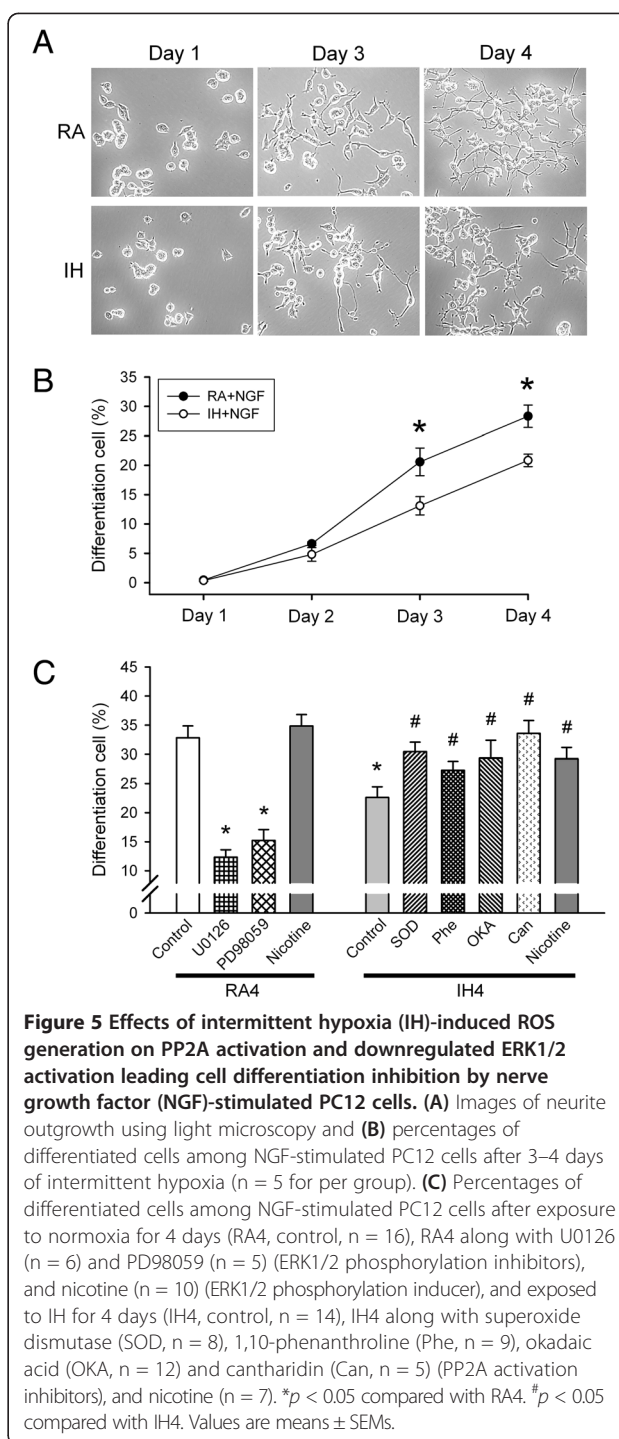 A
Day 1 Day 3 Day 4
RA
IH
B
35
30
25
20
15
10
5
0
Differentiation cell (%)
RA+NGF
IH+NGF
*
*
Day 1 Day 2 Day 3 Day 4
C
45
40
35
30
25
20
15
10
0
Differentiation cell (%)
* * * # # # # #
Control U0126 PD98059 Nicotine Control SOD Phe OKA Can Nicotine
RA4 IH4
Figure 5 Effects of intermittent hypoxia (IH)-induced ROS
generation on PP2A activation and downregulated ERK1/2
activation leading cell differentiation inhibition by nerve
growth factor (NGF)-stimulated PC12 cells. (A) Images of neurite
outgrowth using light microscopy and (B) percentages of
differentiated cells among NGF-stimulated PC12 cells after 3–4 days
of intermittent hypoxia (n = 5 for per group). (C) Percentages of
differentiated cells among NGF-stimulated PC12 cells after exposure
to normoxia for 4 days (RA4, control, n = 16), RA4 along with U0126
(n = 6) and PD98059 (n = 5) (ERK1/2 phosphorylation inhibitors),
and nicotine (n = 10) (ERK1/2 phosphorylation inducer), and exposed
to IH for 4 days (IH4, control, n = 14), IH4 along with superoxide
dismutase (SOD, n = 8), 1,10-phenanthroline (Phe, n = 9), okadaic
acid (OKA, n = 12) and cantharidin (Can, n = 5) (PP2A activation
inhibitors), and nicotine (n = 7). *p < 0.05 compared with RA4. #p < 0.05
compared with IH4. Values are means ± SEMs.